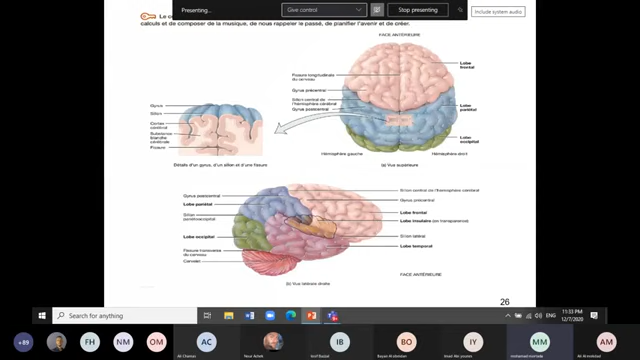 Presenting...
Give control
Stop presenting
Include system audio
calculs et de composer de la musique, de nous rappeler le passé, de planifier l'avenir et de créer.
FACE ANTÉRIEURE
Lobe
frontal
Fissure longitudinale
du cerveau
Gyrus précentral
Sillon central de
l'hémisphère cérébral
Gyrus postcentral
Lobe
pariétal
Lobe
occipital
Hémisphère gauche
Hémisphère droit
(a) Vue supérieure
Gyrus
Sillon
Cortex
cérébral
Substance
blanche
cérébrale
Fissure
Détails d'un gyrus, d'un sillon et d'une fissure
Gyrus postcentral
Lobe pariétal
Sillon
pariétooccipital
Lobe occipital
Fissure transverse
du cerveau
Cervelet
Sillon central de l'hémisphère cérébral
Gyrus précentral
Lobe frontal
Lobe insulaire (en transparence)
Sillon latéral
Lobe temporal
FACE ANTÉRIEURE
26
Search for anything
ENG
11:33 PM
12/7/2020
+89
FH
NM
OM
AC
IB
BO
IY
MM
AM